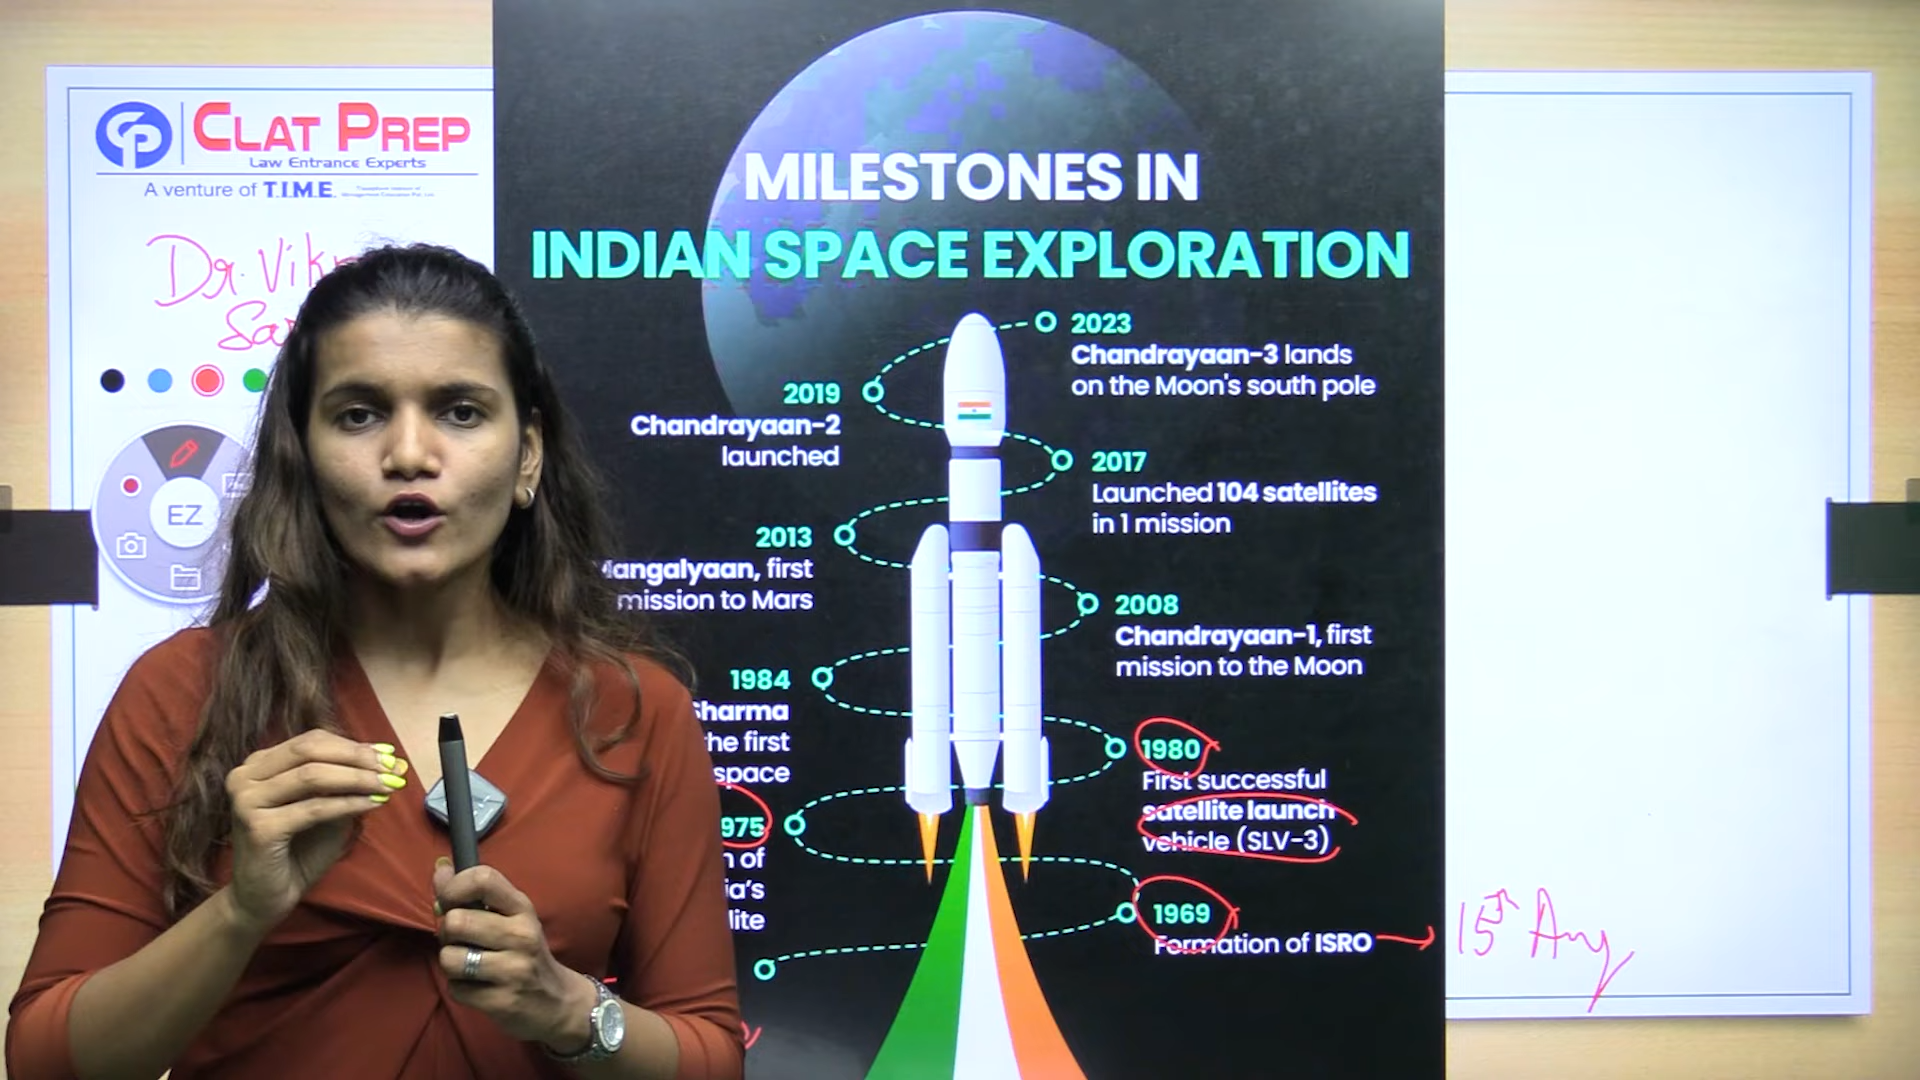 CLAT PREP
Law Entrance Experts
A venture of T.I.M.E.
Dr. Vik
Sar
EZ
MILESTONES IN
INDIAN SPACE EXPLORATION
2023
Chandrayaan-3 lands
on the Moon's south pole
2019
Chandrayaan-2
launched
2017
Launched 104 satellites
in 1 mission
2013
Mangalyaan, first
mission to Mars
2008
Chandrayaan-1, first
mission to the Moon
1984
Sharma
the first
space
1980
First successful
satellite launch
vehicle (SLV-3)
975
of
ia's
lite
1969
Formation of ISRO
15th Aug